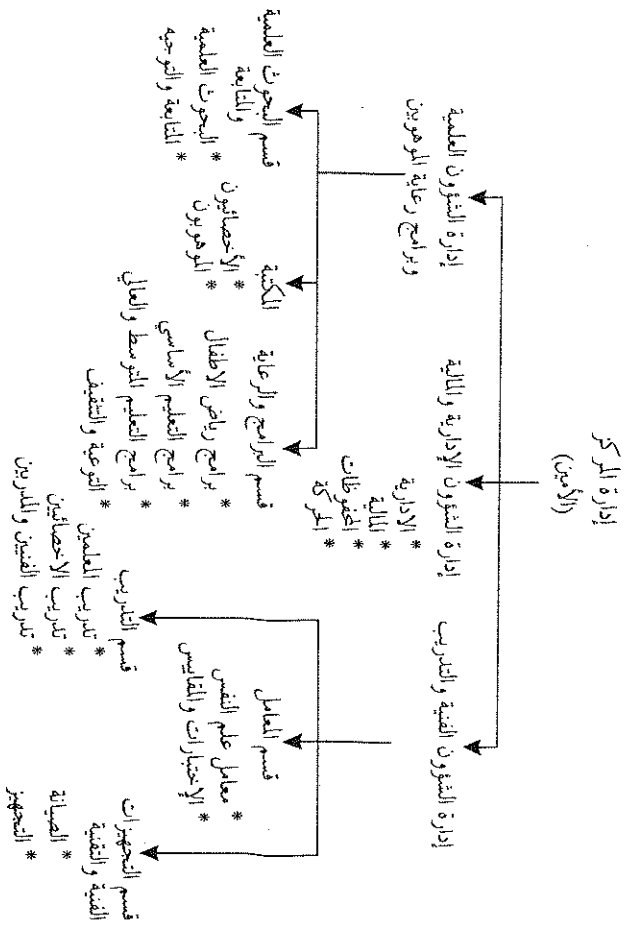 إدارة المركز
(الأمين)
إدارة الشؤون الفنية والتدريب
إدارة الشؤون الإدارية والمالية
* الادارية
* المالية
* المحفوظات
* الحركة
إدارة الشؤون العلمية
وبرامج رعاية الموهوبين
قسم التجهيزات
الفنية والتقنية
* الصيانة
* التجهيز
قسم المعامل
* معامل علم النفس
* الإختبارات والمقاييس
قسم التدريب
* تدريب المعلمين
* تدريب الاخصائيين
* تدريب الفنيين والمدربين
قسم البرامج والرعاية
* برامج رياض الاطفال
* برامج التعليم الأساسي
* برامج التعليم المتوسط والعالي
* التوعية والتثقيف
المكتبة
* الأخصائيون
* الموهوبون
قسم البحوث العلمية
والمتابعة
* البحوث العلمية
* المتابعة والتوجيه